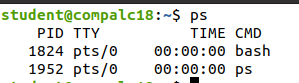 student@compalc18:~$ ps
    PID TTY          TIME CMD
   1824 pts/0    00:00:00 bash
   1952 pts/0    00:00:00 ps